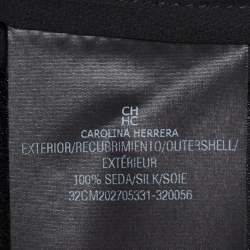 CH
HC
CAROLINA HERRERA
EXTERIOR/RECUBRIMIENTO/OUTERSHELL/
EXTÉRIEUR
100% SEDA/SILK/SOIE
32CM202705331-320056